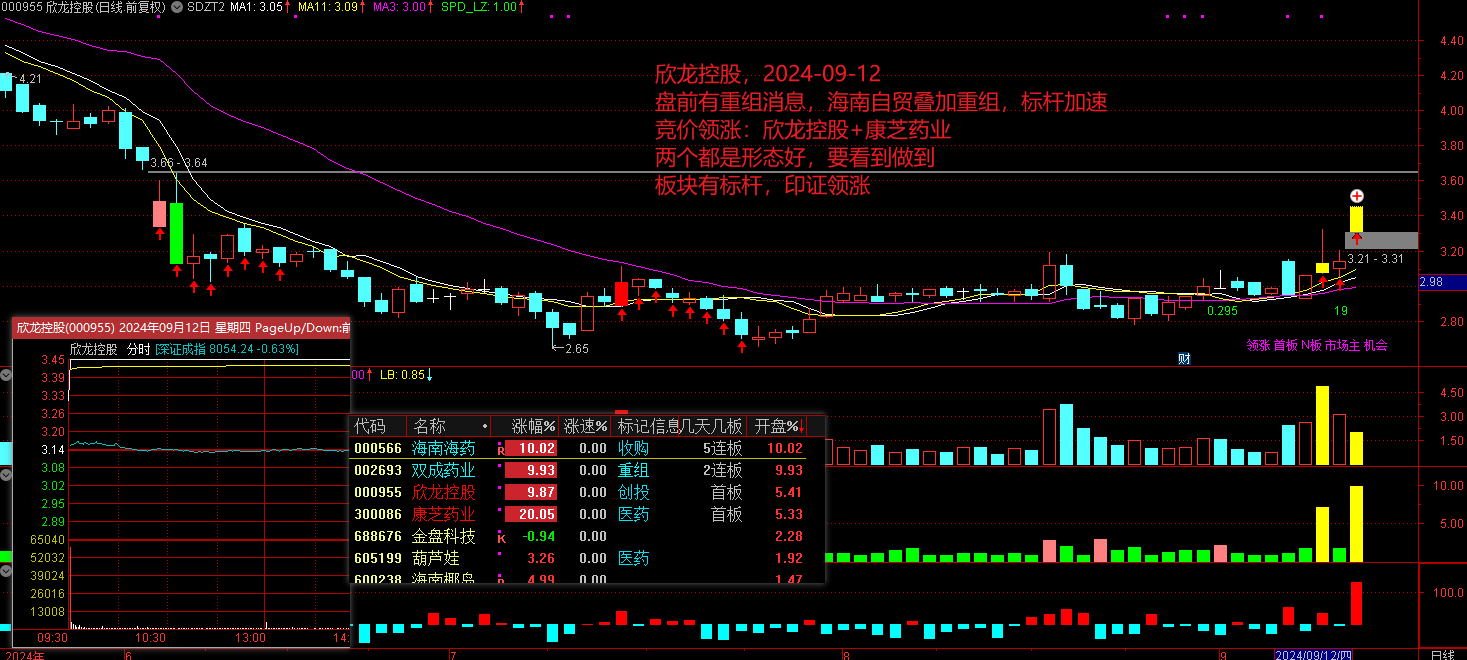 000955 欣龙控股(日线.前复权) SDZT2 MA1: 3.05↑ MA11: 3.09↑ MA3: 3.00↑ SPD_LZ: 1.00↑
4.21
3.66 - 3.64
欣龙控股，2024-09-12
盘前有重组消息，海南自贸叠加重组，标杆加速
竞价领涨：欣龙控股+康芝药业
两个都是形态好，要看到做到
板块有标杆，印证领涨
4.40
4.20
4.00
3.80
3.60
3.40
3.20
2.98
2.80
3.21 - 3.31
0.295
19
←2.65
领涨 首板 N板 市场主 机会
财
欣龙控股(000955) 2024年09月12日 星期四 PageUp/Down:前
欣龙控股 分时 [深证成指 8054.24 -0.63%]
3.45
3.39
3.33
3.26
3.20
3.14
3.08
3.02
2.95
2.89
65040
52032
39024
26016
13008
09:30 10:30 13:00 14:
00↑ LB: 0.85↓
代码 名称 涨幅% 涨速% 标记信息 几天几板 开盘%↓
000566 海南海药 R 10.02 0.00 收购 5连板 10.02
002693 双成药业 9.93 0.00 重组 2连板 9.93
000955 欣龙控股 9.87 0.00 创投 首板 5.41
300086 康芝药业 20.05 0.00 医药 首板 5.33
688676 金盘科技 K -0.94 0.00 2.28
605199 葫芦娃 3.26 0.00 医药 1.92
600238 海南椰岛 R 4.99 0.00 1.47
4.50
3.00
1.50
10.00
5.00
100.0
2024年 6 7 8 9 2024/09/12/四 日线